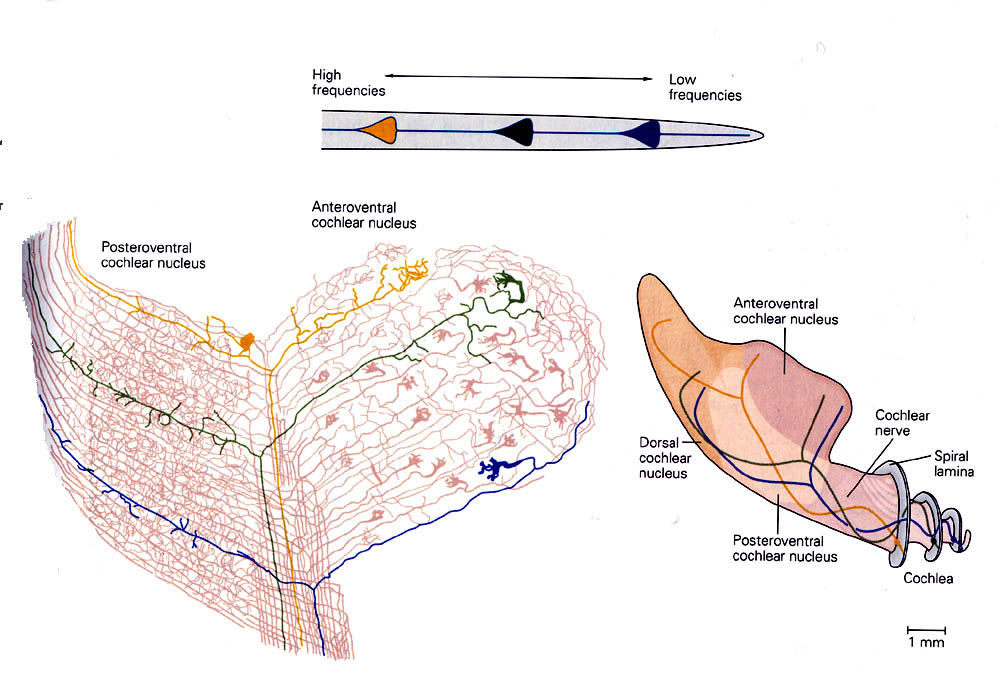 High
frequencies
Low
frequencies
Anteroventral
cochlear nucleus
Posteroventral
cochlear nucleus
Anteroventral
cochlear nucleus
Cochlear
nerve
Spiral
lamina
Dorsal
cochlear
nucleus
Posteroventral
cochlear nucleus
Cochlea
1 mm